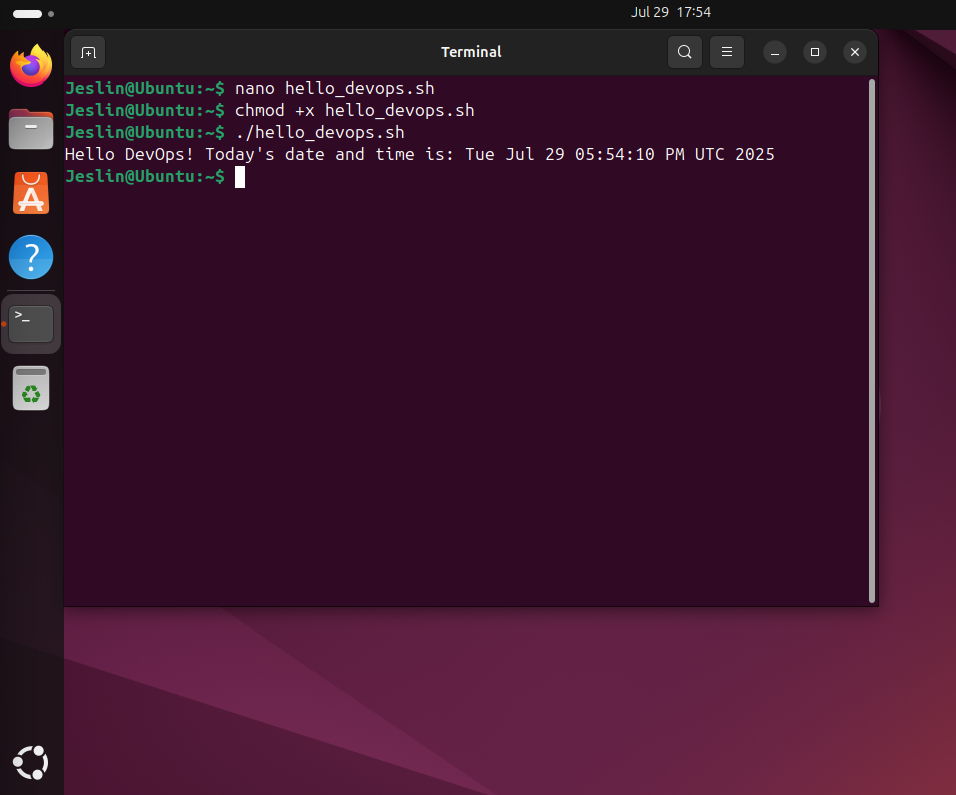 Jul 29 17:54
Terminal
Jeslin@Ubuntu:~$ nano hello_devops.sh
Jeslin@Ubuntu:~$ chmod +x hello_devops.sh
Jeslin@Ubuntu:~$ ./hello_devops.sh
Hello DevOps! Today's date and time is: Tue Jul 29 05:54:10 PM UTC 2025
Jeslin@Ubuntu:~$